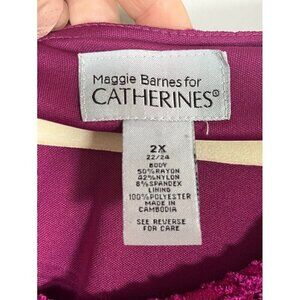 Maggie Barnes for
CATHERINES®
2X
22/24
BODY
50%RAYON
42%NYLON
8%SPANDEX
LINING
100%POLYESTER
MADE IN
CAMBODIA
SEE REVERSE
FOR CARE